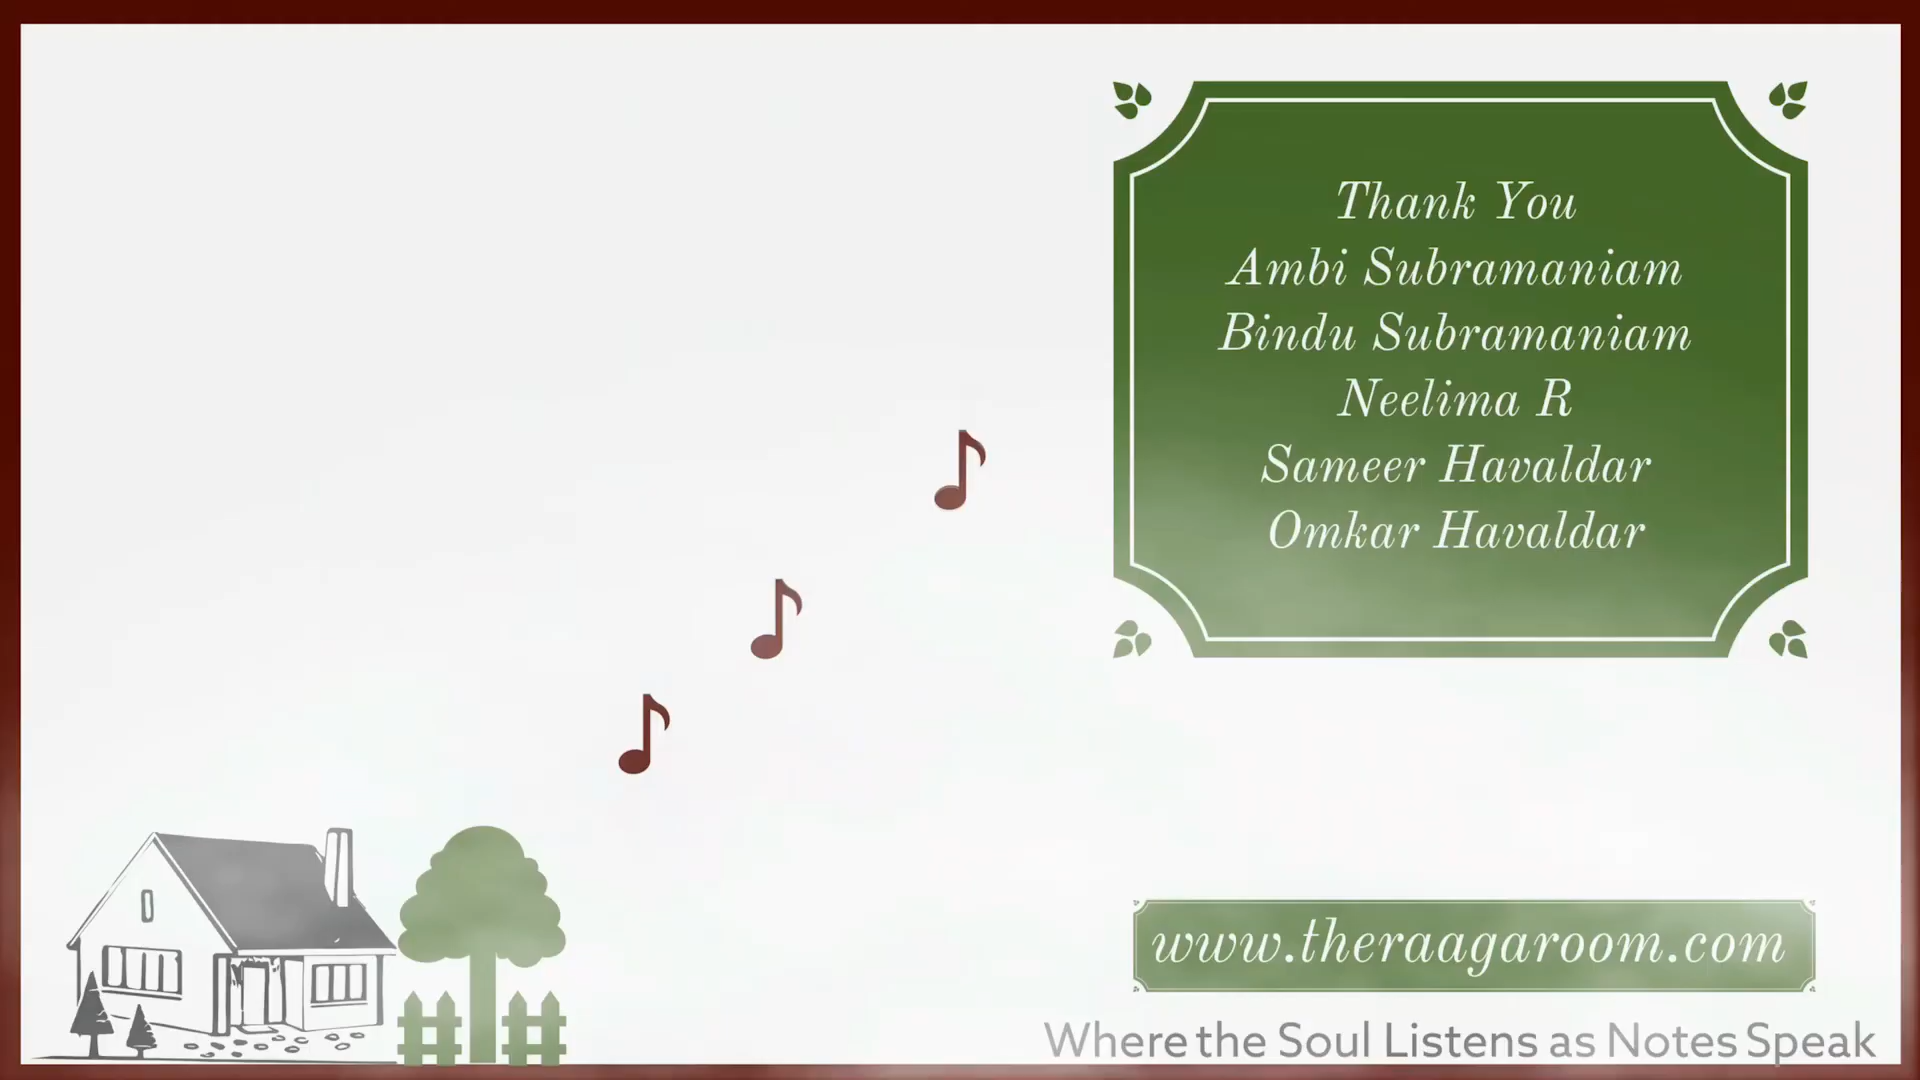 Thank You
Ambi Subramaniam
Bindu Subramaniam
Neelima R
Sameer Havaldar
Omkar Havaldar
www.theraagaroom.com
Where the Soul Listens as Notes Speak